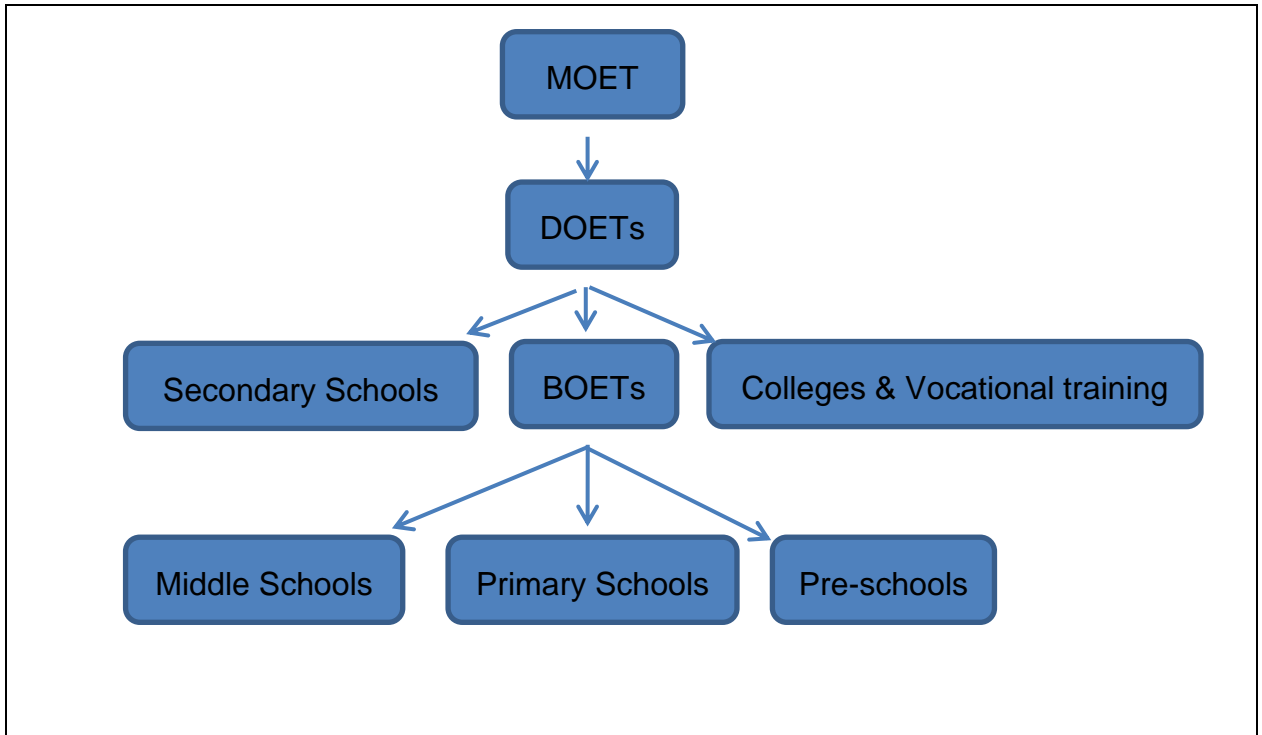 MOET
DOETs
Secondary Schools
BOETs
Colleges & Vocational training
Middle Schools
Primary Schools
Pre-schools